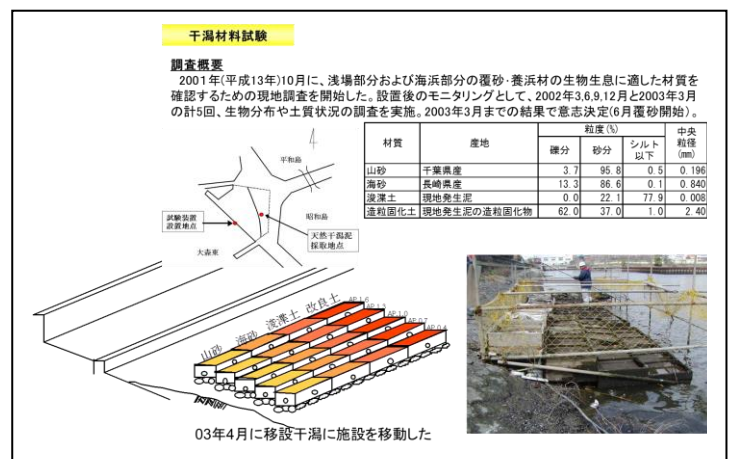 干潟材料試験
調査概要
2001年(平成13年)10月に、浅場部分および海浜部分の覆砂・養浜材の生物生息に適した材質を
確認するための現地調査を開始した。設置後のモニタリングとして、2002年3,6,9,12月と2003年3月
の計5回、生物分布や土質状況の調査を実施。2003年3月までの結果で意志決定(6月覆砂開始)。
平和島
昭和島
試験装置
設置地点
天然干潟泥
採取地点
大森東
材質 産地 粒度(%) 中央粒径(mm)
礫分 砂分 シルト以下
山砂 千葉県産 3.7 95.8 0.5 0.196
海砂 長崎県産 13.3 86.6 0.1 0.840
浚渫土 現地発生泥 0.0 22.1 77.9 0.008
造粒固化土 現地発生泥の造粒固化物 62.0 37.0 1.0 2.40
山砂 海砂 浚渫土 改良土
AP.1.6
AP.1.3
AP.1.0
AP.0.7
AP.0.4
03年4月に移設干潟に施設を移動した